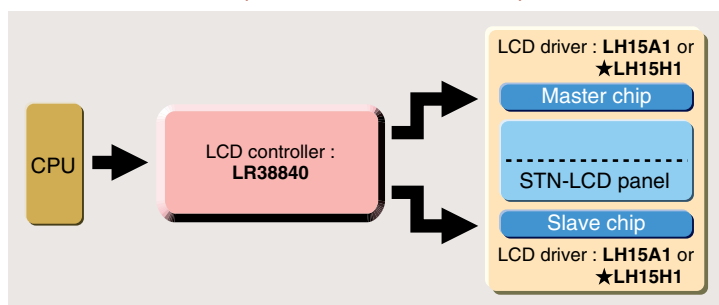 CPU
LCD controller :
LR38840
LCD driver : LH15A1 or
★LH15H1
Master chip
STN-LCD panel
Slave chip
LCD driver : LH15A1 or
★LH15H1